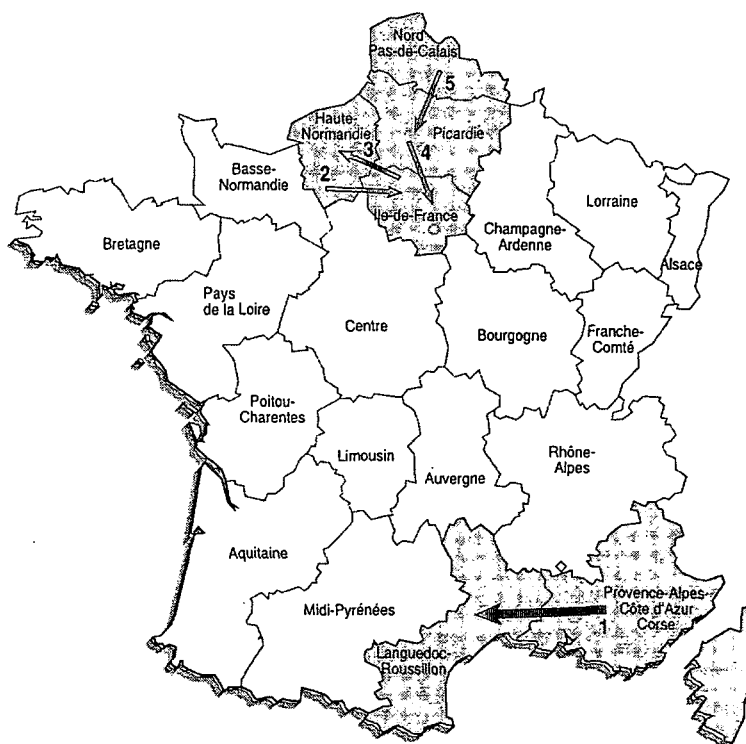 Nord
Pas-de-Calais
5
Haute-
Normandie
Picardie
3
4
Basse-
Normandie
2
Ile-de-France
Lorraine
Champagne-
Ardenne
Alsace
Bretagne
Pays
de la Loire
Centre
Bourgogne
Franche-
Comté
Poitou-
Charentes
Limousin
Auvergne
Rhône-
Alpes
Aquitaine
Midi-Pyrénées
Provence-Alpes-
Côte d'Azur
Corse
1
Languedoc-
Roussillon